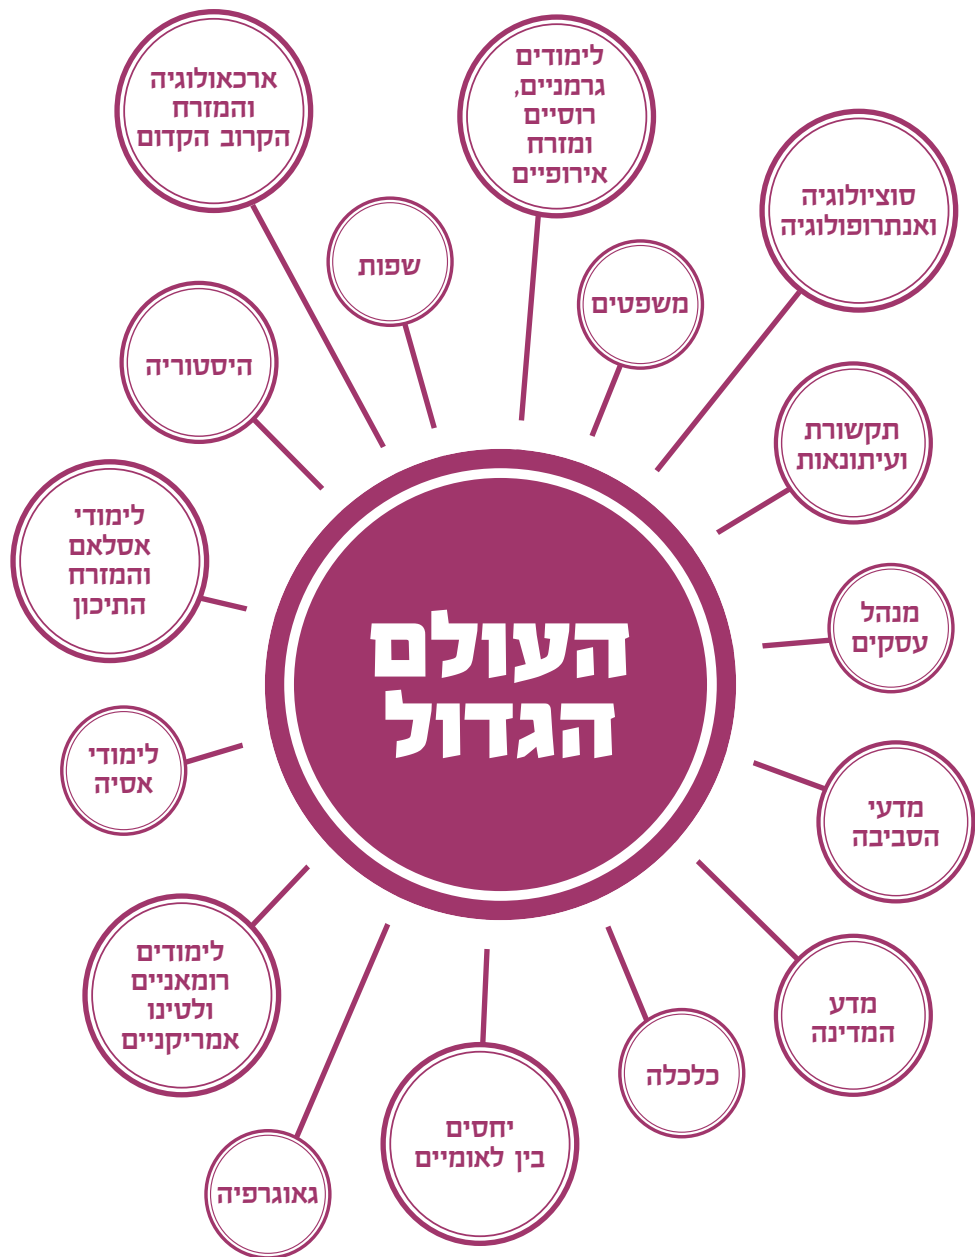 לימודים
גרמניים,
רוסיים
ומזרח
אירופיים
ארכאולוגיה
והמזרח
הקרוב הקדום
סוציולוגיה
ואנתרופולוגיה
שפות
משפטים
היסטוריה
תקשורת
ועיתונאות
לימודי
אסלאם
והמזרח
התיכון
מנהל
עסקים
העולם
הגדול
לימודי
אסיה
מדעי
הסביבה
לימודים
רומאניים
ולטינו
אמריקניים
מדע
המדינה
כלכלה
יחסים
בין לאומיים
גאוגרפיה